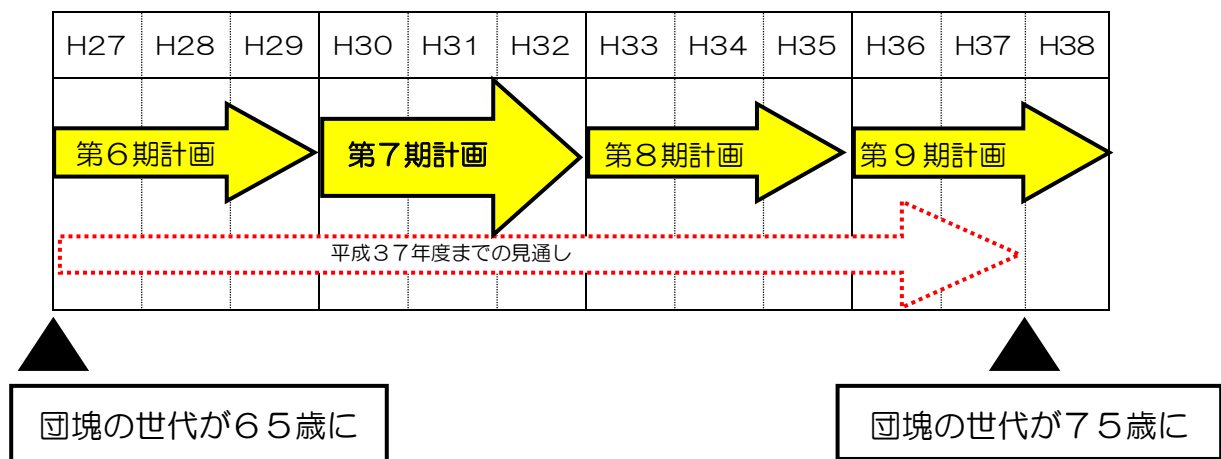 H27 H28 H29 H30 H31 H32 H33 H34 H35 H36 H37 H38
第6期計画 第7期計画 第8期計画 第9期計画
平成37年度までの見通し
団塊の世代が65歳に 団塊の世代が75歳に